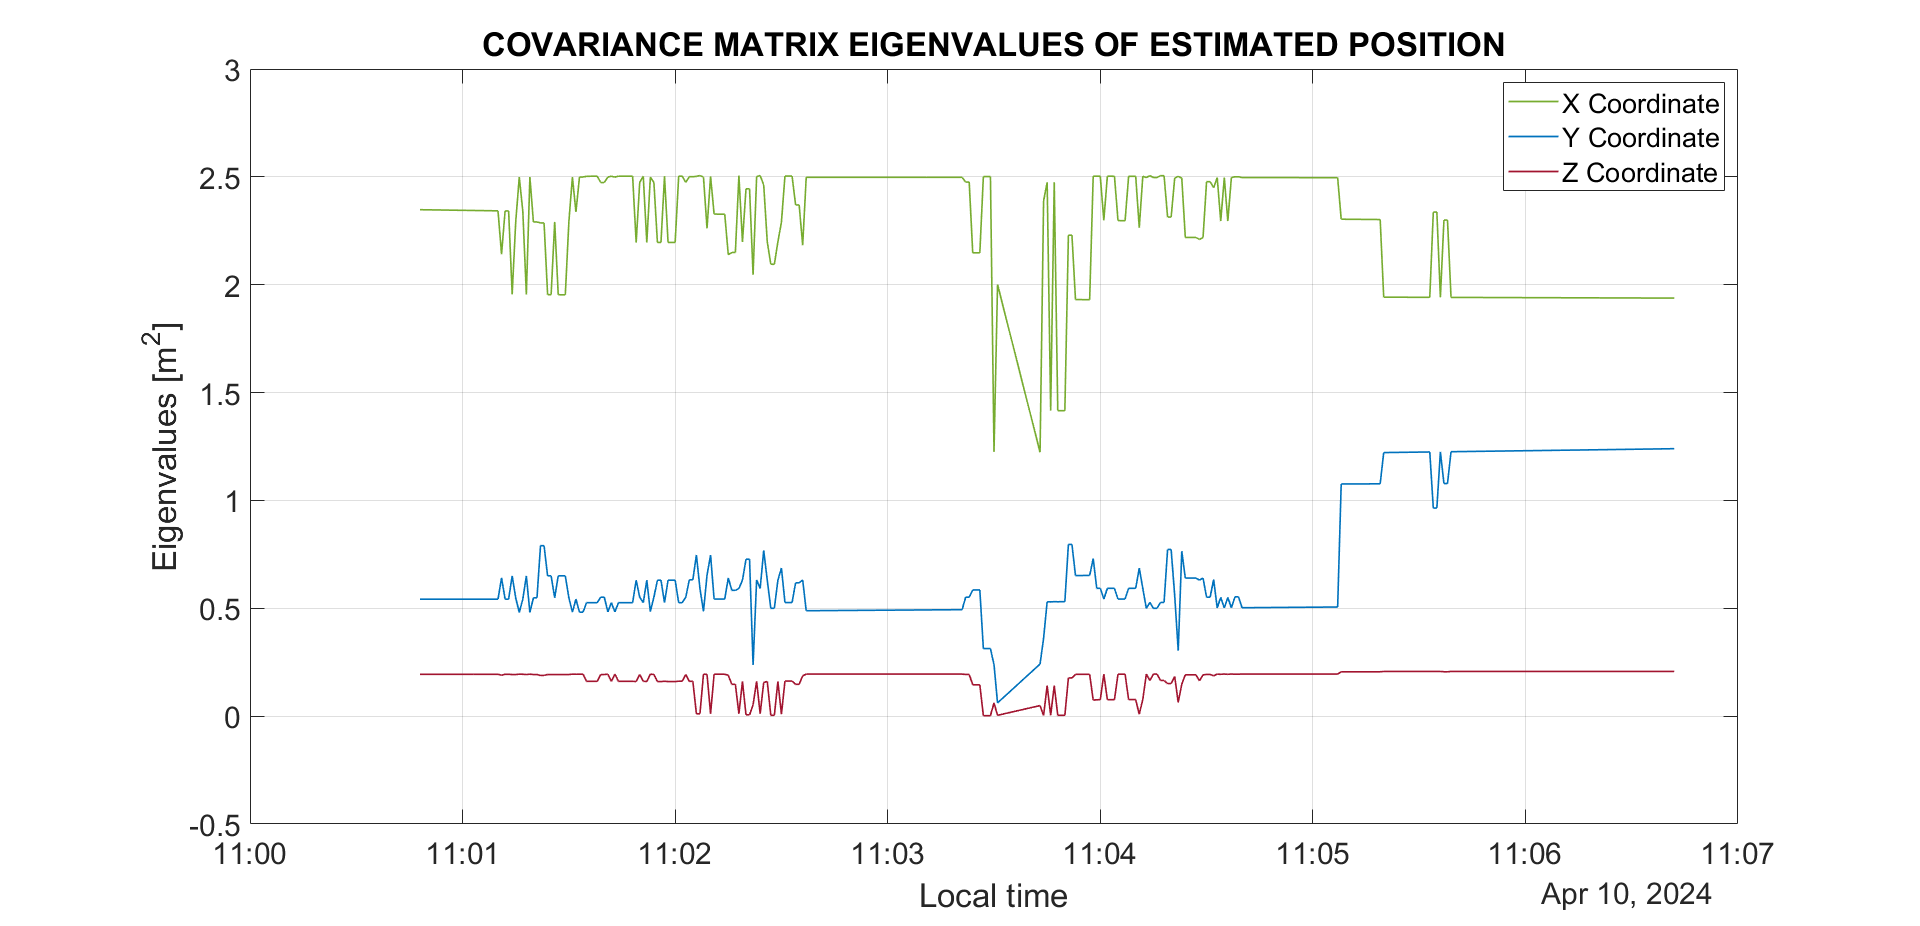 COVARIANCE MATRIX EIGENVALUES OF ESTIMATED POSITION
3
2.5
2
1.5
1
0.5
0
-0.5
Eigenvalues [m²]
X Coordinate
Y Coordinate
Z Coordinate
11:00 11:01 11:02 11:03 11:04 11:05 11:06 11:07
Local time
Apr 10, 2024